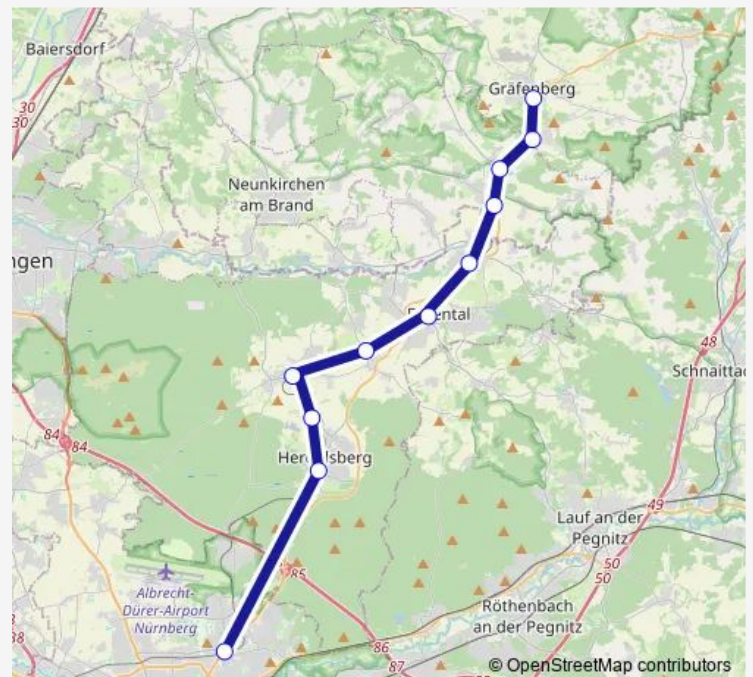 Baiersdorf
30
30
Gräfenberg
Neunkirchen
am Brand
ngen
48
Schnaittac
84
84
49
Lauf an der
Pegnitz
50
50
85
Albrecht-
Dürer-Airport
Nürnberg
Röthenbach
an der Pegnitz
38
86
87
© OpenStreetMap contributors